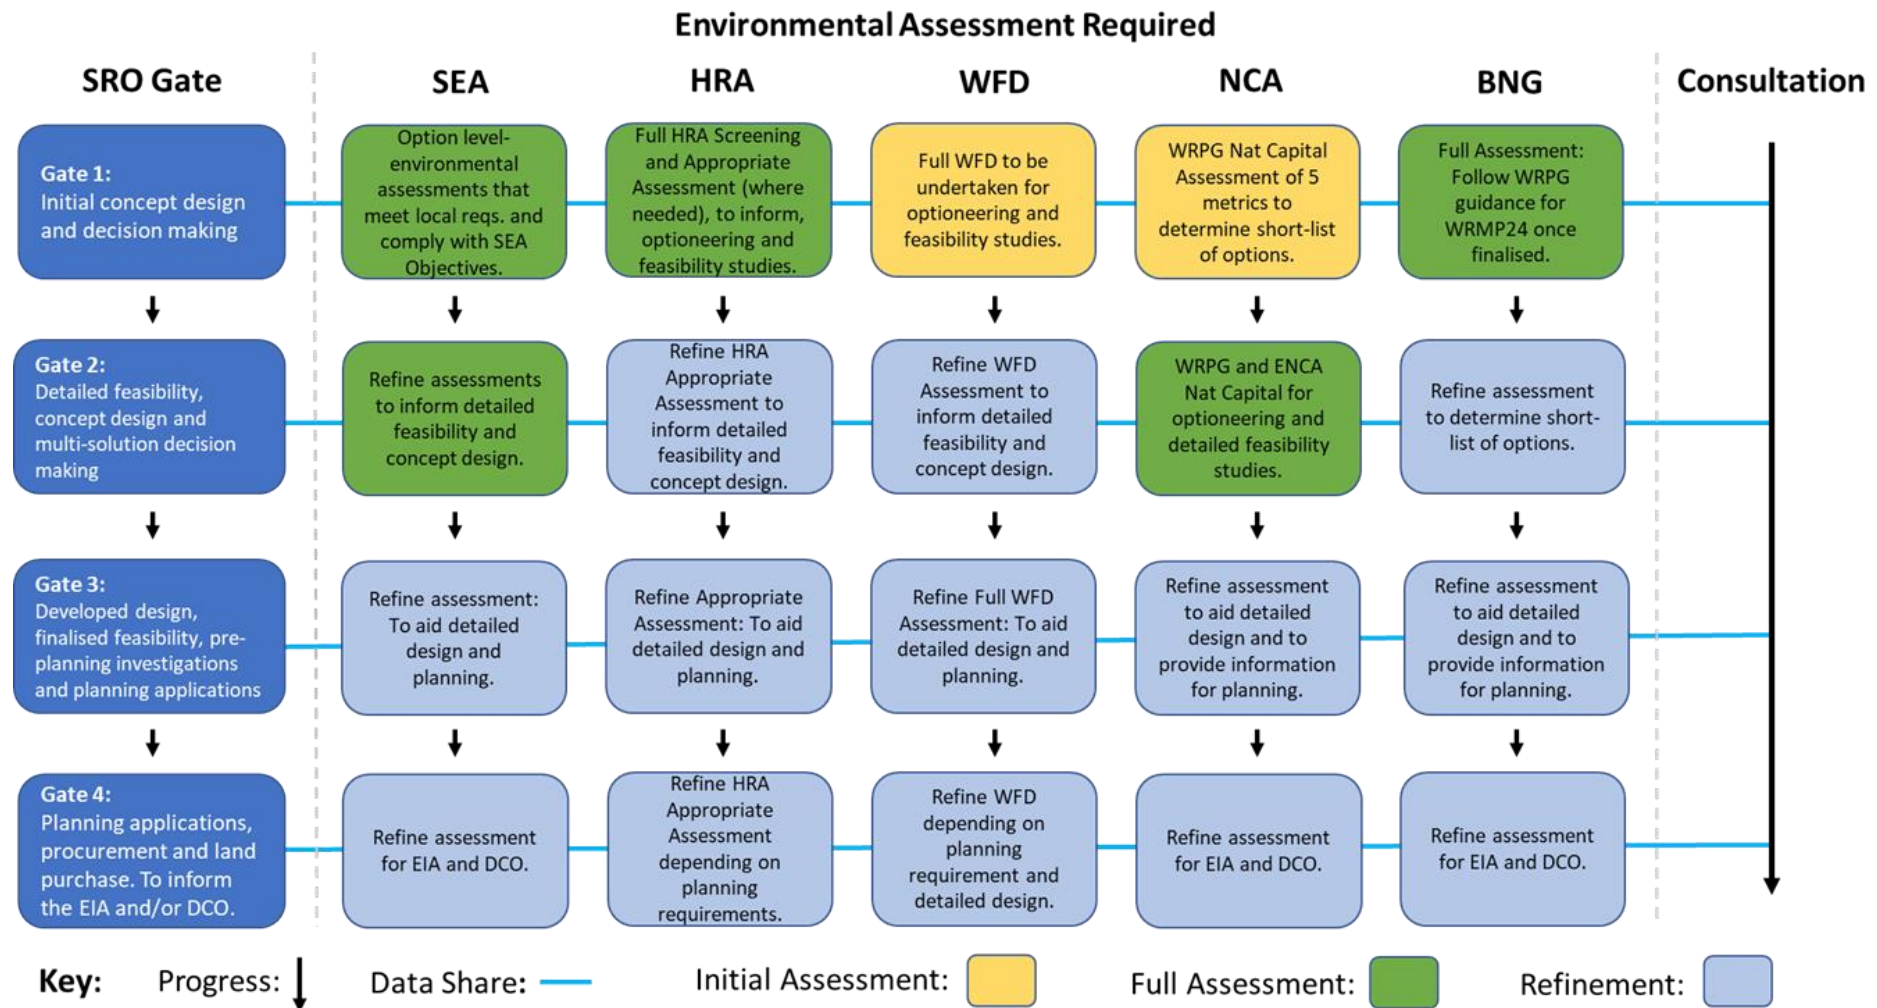 Environmental Assessment Required
SRO Gate
SEA
HRA
WFD
NCA
BNG
Consultation
Gate 1:
Initial concept design
and decision making
Option level-
environmental
assessments that
meet local reqs. and
comply with SEA
Objectives.
Full HRA Screening
and Appropriate
Assessment (where
needed), to inform,
optioneering and
feasibility studies.
Full WFD to be
undertaken for
optioneering and
feasibility studies.
WRPG Nat Capital
Assessment of 5
metrics to
determine short-list
of options.
Full Assessment:
Follow WRPG
guidance for
WRMP24 once
finalised.
Gate 2:
Detailed feasibility,
concept design and
multi-solution decision
making
Refine assessments
to inform detailed
feasibility and
concept design.
Refine HRA
Appropriate
Assessment to
inform detailed
feasibility and
concept design.
Refine WFD
Assessment to
inform detailed
feasibility and
concept design.
WRPG and ENCA
Nat Capital for
optioneering and
detailed feasibility
studies.
Refine assessment
to determine short-
list of options.
Gate 3:
Developed design,
finalised feasibility, pre-
planning investigations
and planning applications
Refine assessment:
To aid detailed
design and
planning.
Refine Appropriate
Assessment: To aid
detailed design and
planning.
Refine Full WFD
Assessment: To aid
detailed design and
planning.
Refine assessment
to aid detailed
design and to
provide information
for planning.
Refine assessment
to aid detailed
design and to
provide information
for planning.
Gate 4:
Planning applications,
procurement and land
purchase. To inform
the EIA and/or DCO.
Refine assessment
for EIA and DCO.
Refine HRA
Appropriate
Assessment
depending on
planning
requirements.
Refine WFD
depending on
planning
requirement and
detailed design.
Refine assessment
for EIA and DCO.
Refine assessment
for EIA and DCO.
Key:
Progress:
Data Share:
Initial Assessment:
Full Assessment:
Refinement: